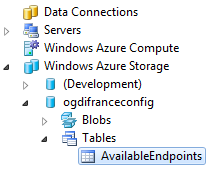 Data Connections
Servers
Windows Azure Compute
Windows Azure Storage
(Development)
ogdifranceconfig
Blobs
Tables
AvailableEndpoints